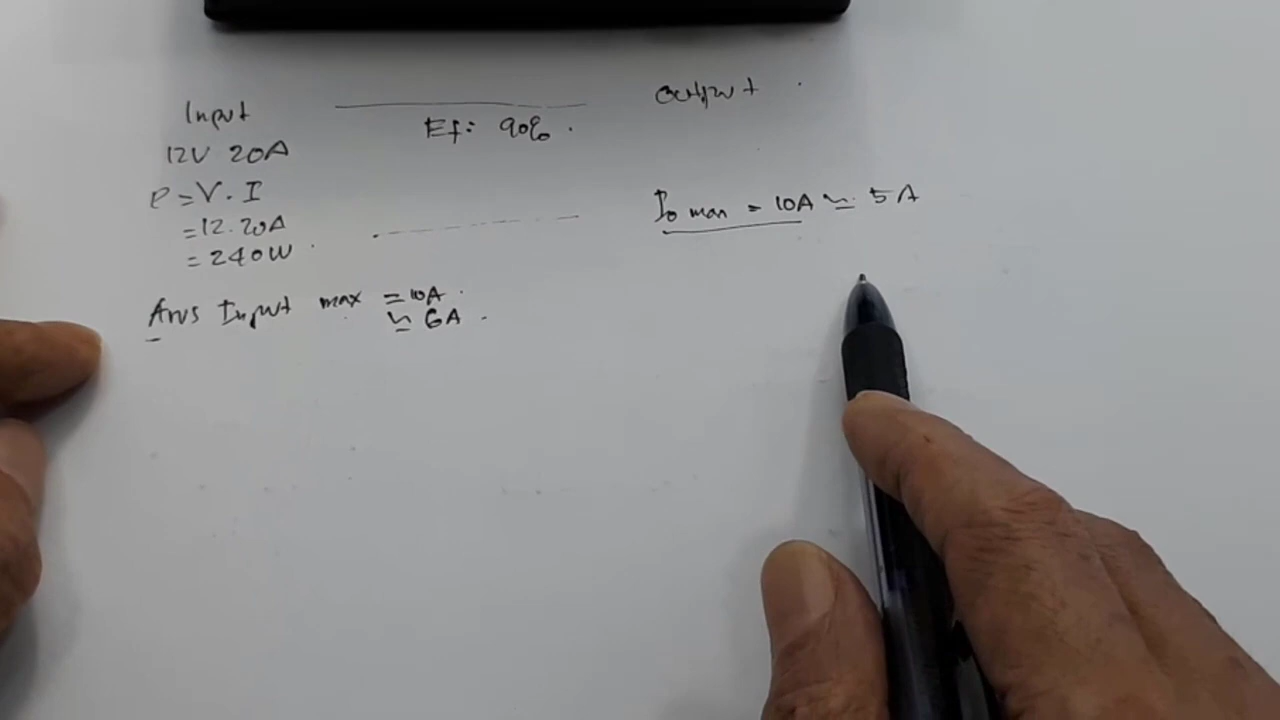 Input
Ef: 90%.
Output
12V 20A
P = V. I
= 12. 20A
= 240W.
Io max = 10A ≃ 5A
Arus Input max = 10A.
≃ 6A.